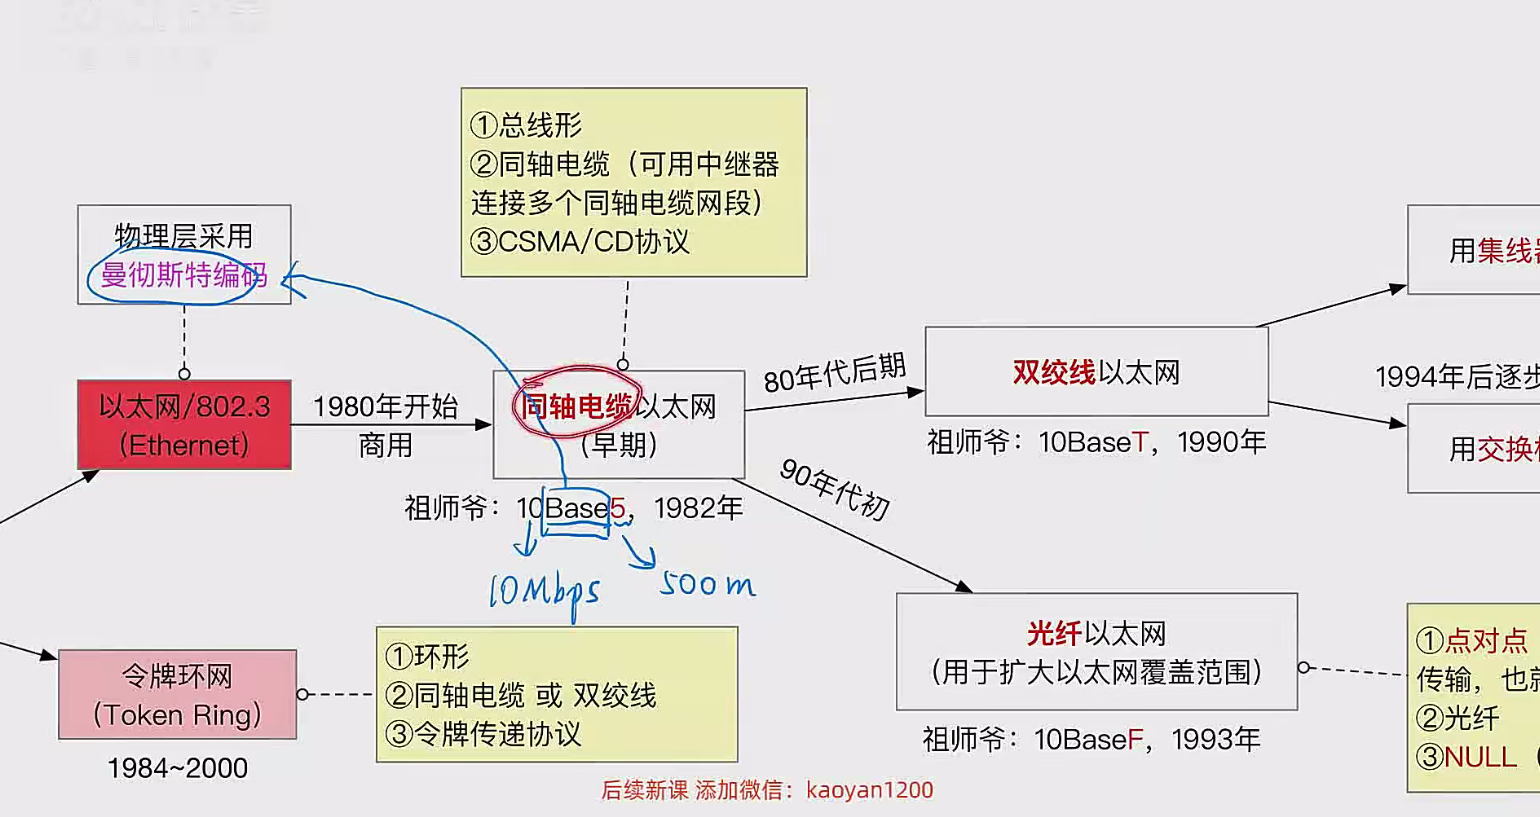 ①总线形
②同轴电缆（可用中继器
连接多个同轴电缆网段）
③CSMA/CD协议
物理层采用
曼彻斯特编码
以太网/802.3
(Ethernet)
1980年开始
商用
同轴电缆以太网
(早期)
祖师爷：10Base5，1982年
10Mbps
500m
80年代后期
双绞线以太网
祖师爷：10BaseT，1990年
用集线
1994年后逐步
用交换
90年代初
光纤以太网
（用于扩大以太网覆盖范围）
祖师爷：10BaseF，1993年
①点对点
传输，也就
②光纤
③NULL（
令牌环网
（Token Ring）
1984~2000
①环形
②同轴电缆 或 双绞线
③令牌传递协议
后续新课 添加微信：kaoyan1200